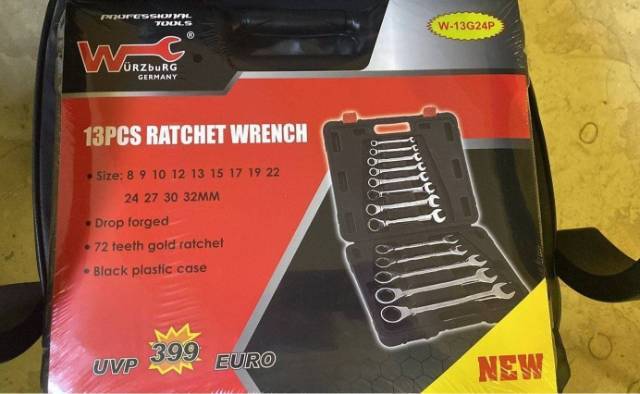 PROFESSIONAL
TOOLS
WÜRZbURG
®
GERMANY
W-13G24P
13PCS RATCHET WRENCH
• Size: 8 9 10 12 13 15 17 19 22
24 27 30 32MM
• Drop forged
• 72 teeth gold ratchet
• Black plastic case
UVP 399 EURO
NEW